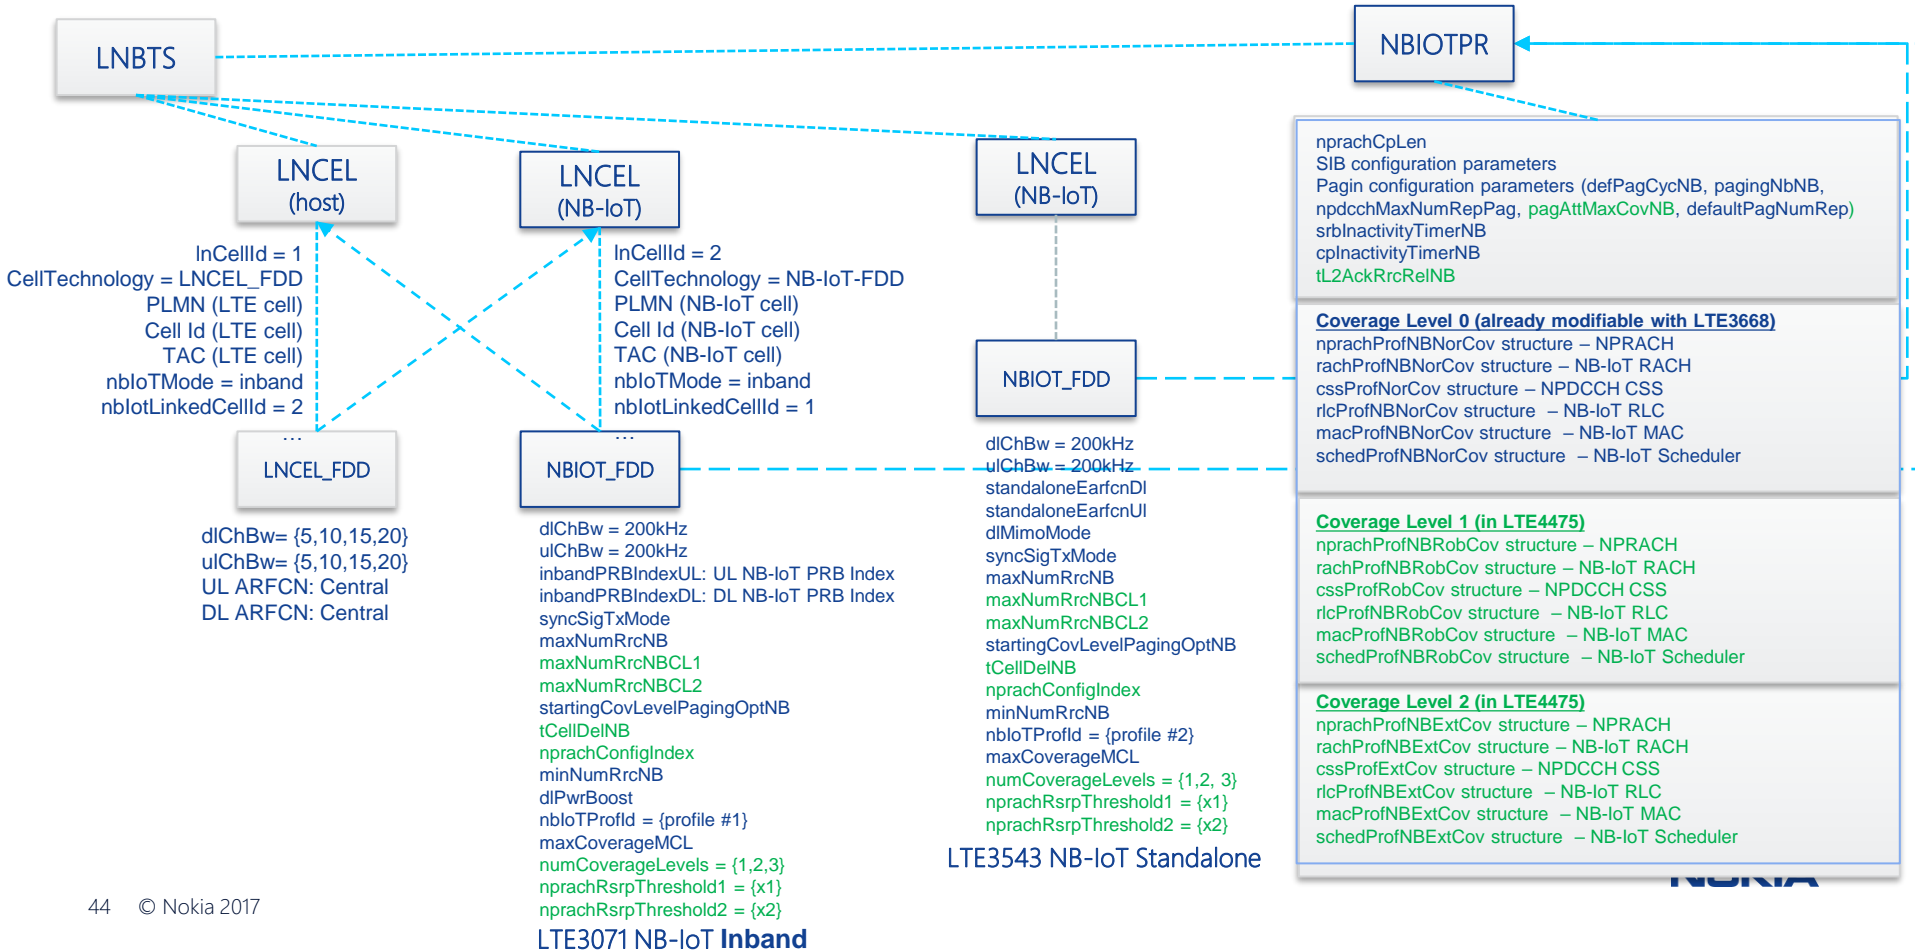 LNBTS
NBIOTPR
LNCEL
(host)
LNCEL
(NB-IoT)
LNCEL
(NB-IoT)
lnCellId = 1
CellTechnology = LNCEL_FDD
PLMN (LTE cell)
Cell Id (LTE cell)
TAC (LTE cell)
nbIoTMode = inband
nbIotLinkedCellId = 2
...
LNCEL_FDD
dlChBw= {5,10,15,20}
ulChBw= {5,10,15,20}
UL ARFCN: Central
DL ARFCN: Central
lnCellId = 2
CellTechnology = NB-IoT-FDD
PLMN (NB-IoT cell)
Cell Id (NB-IoT cell)
TAC (NB-IoT cell)
nbIoTMode = inband
nbIotLinkedCellId = 1
...
NBIOT_FDD
dlChBw = 200kHz
ulChBw = 200kHz
inbandPRBIndexUL: UL NB-IoT PRB Index
inbandPRBIndexDL: DL NB-IoT PRB Index
syncSigTxMode
maxNumRrcNB
maxNumRrcNBCL1
maxNumRrcNBCL2
startingCovLevelPagingOptNB
tCellDelNB
nprachConfigIndex
minNumRrcNB
dlPwrBoost
nbIoTProfId = {profile #1}
maxCoverageMCL
numCoverageLevels = {1,2,3}
nprachRsrpThreshold1 = {x1}
nprachRsrpThreshold2 = {x2}
LTE3071 NB-IoT Inband
NBIOT_FDD
dlChBw = 200kHz
ulChBw = 200kHz
standaloneEarfcnDl
standaloneEarfcnUl
dlMimoMode
syncSigTxMode
maxNumRrcNB
maxNumRrcNBCL1
maxNumRrcNBCL2
startingCovLevelPagingOptNB
tCellDelNB
nprachConfigIndex
minNumRrcNB
nbIoTProfId = {profile #2}
maxCoverageMCL
numCoverageLevels = {1,2, 3}
nprachRsrpThreshold1 = {x1}
nprachRsrpThreshold2 = {x2}
LTE3543 NB-IoT Standalone
nprachCpLen
SIB configuration parameters
Pagin configuration parameters (defPagCycNB, pagingNbNB,
npdcchMaxNumRepPag, pagAttMaxCovNB, defaultPagNumRep)
srbInactivityTimerNB
cpInactivityTimerNB
tL2AckRrcRelNB
Coverage Level 0 (already modifiable with LTE3668)
nprachProfNBNorCov structure – NPRACH
rachProfNBNorCov structure – NB-IoT RACH
cssProfNorCov structure – NPDCCH CSS
rlcProfNBNorCov structure – NB-IoT RLC
macProfNBNorCov structure – NB-IoT MAC
schedProfNBNorCov structure – NB-IoT Scheduler
Coverage Level 1 (in LTE4475)
nprachProfNBRobCov structure – NPRACH
rachProfNBRobCov structure – NB-IoT RACH
cssProfRobCov structure – NPDCCH CSS
rlcProfNBRobCov structure – NB-IoT RLC
macProfNBRobCov structure – NB-IoT MAC
schedProfNBRobCov structure – NB-IoT Scheduler
Coverage Level 2 (in LTE4475)
nprachProfNBExtCov structure – NPRACH
rachProfNBExtCov structure – NB-IoT RACH
cssProfExtCov structure – NPDCCH CSS
rlcProfNBExtCov structure – NB-IoT RLC
macProfNBExtCov structure – NB-IoT MAC
schedProfNBExtCov structure – NB-IoT Scheduler
NOKIA
44 © Nokia 2017